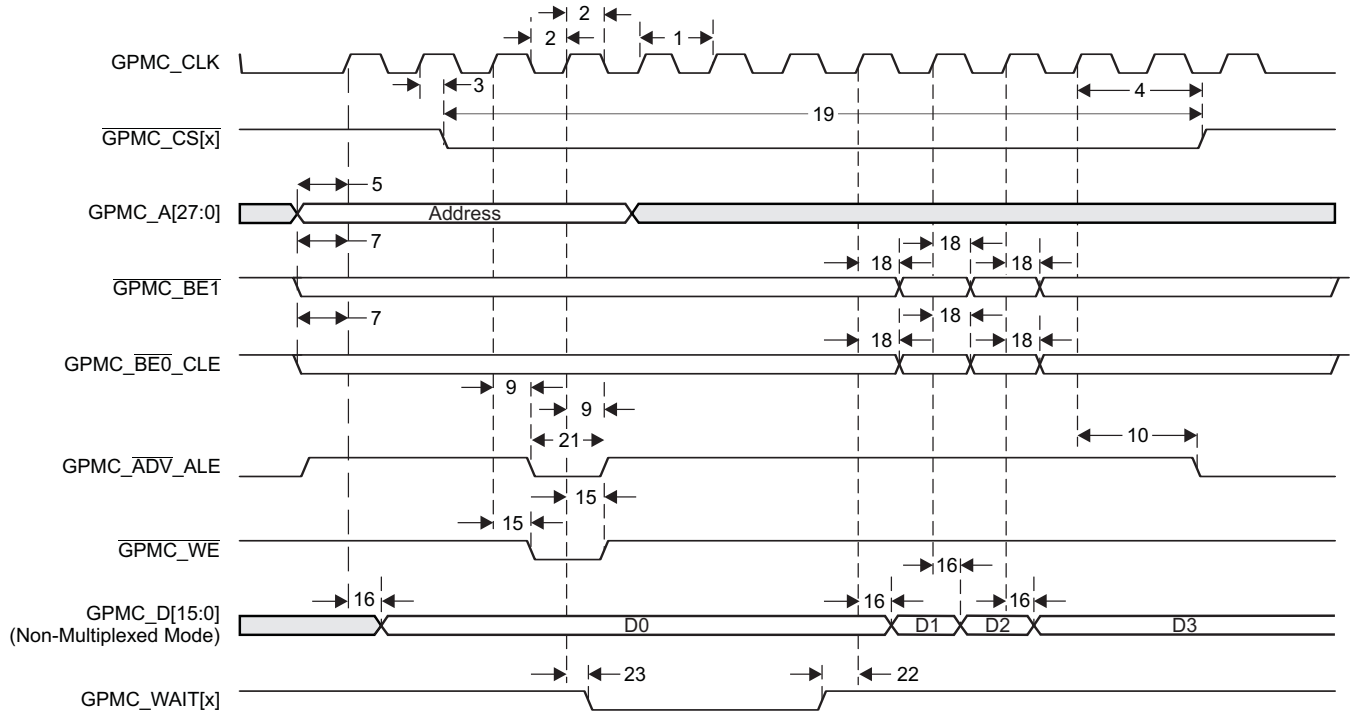 2
2
1
GPMC_CLK
3
4
19
GPMC_CS[x]
5
GPMC_A[27:0]
Address
7
18
18
18
GPMC_BE1
7
18
18
18
GPMC_BE0_CLE
9
9
21
10
GPMC_ADV_ALE
15
15
GPMC_WE
16
16
16
16
GPMC_D[15:0]
(Non-Multiplexed Mode)
D0
D1
D2
D3
23
22
GPMC_WAIT[x]